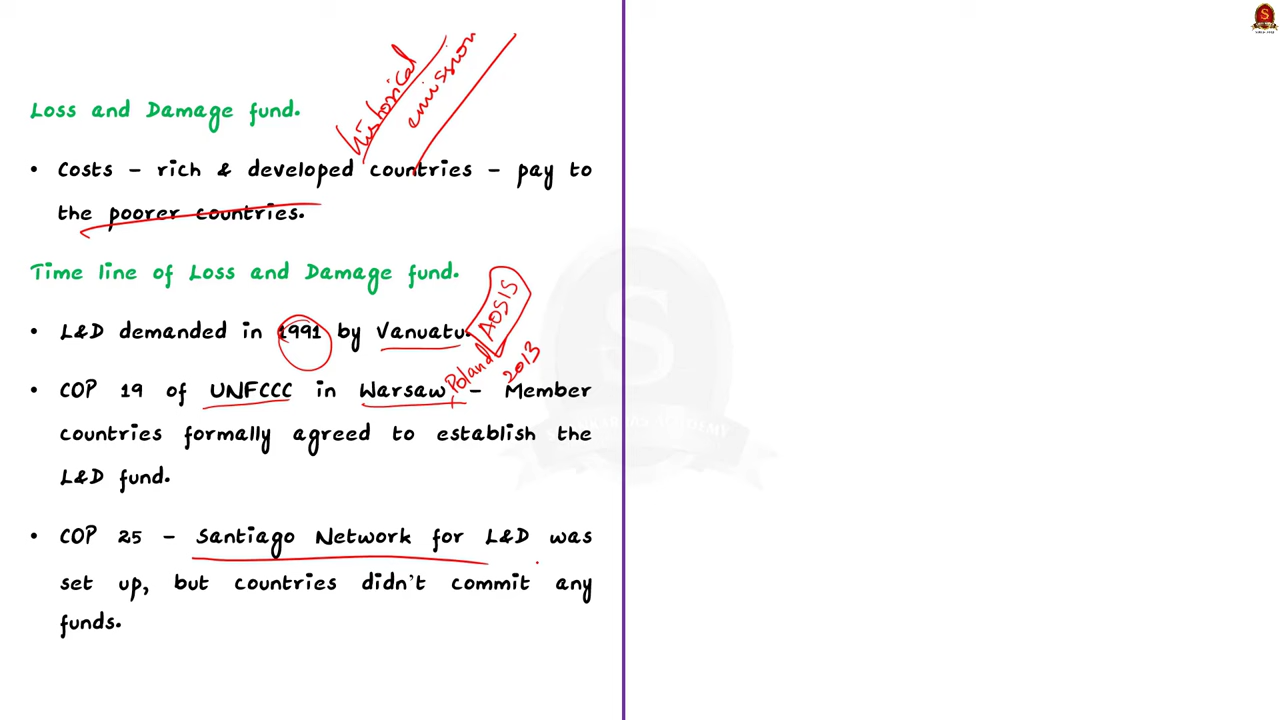 historical
emission
Loss and Damage fund.
• Costs – rich & developed countries – pay to
the poorer countries.
Time line of Loss and Damage fund.
AOSIS
• L&D demanded in 1991 by Vanuatu.
Poland 2013
• COP 19 of UNFCCC in Warsaw – Member
countries formally agreed to establish the
L&D fund.
• COP 25 – Santiago Network for L&D was
set up, but countries didn't commit any
funds.
S